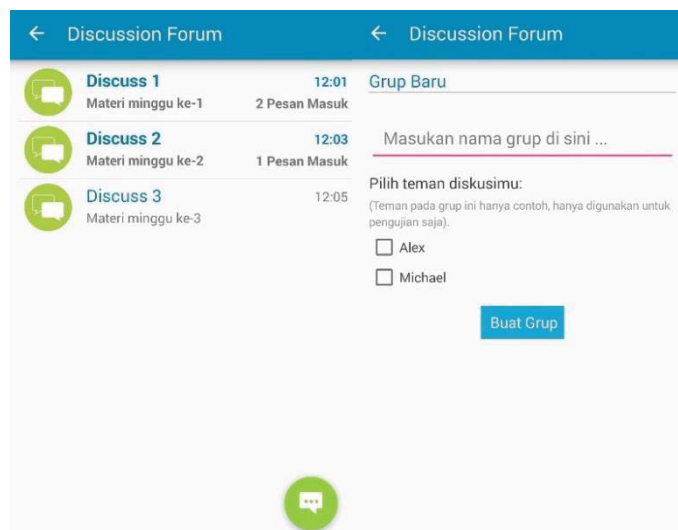 Discussion Forum
Discuss 1 12:01
Materi minggu ke-1 2 Pesan Masuk
Discuss 2 12:03
Materi minggu ke-2 1 Pesan Masuk
Discuss 3 12:05
Materi minggu ke-3
Discussion Forum
Grup Baru
Masukan nama grup di sini ...
Pilih teman diskusimu:
(Teman pada grup ini hanya contoh, hanya digunakan untuk
pengujian saja).
Alex
Michael
Buat Grup